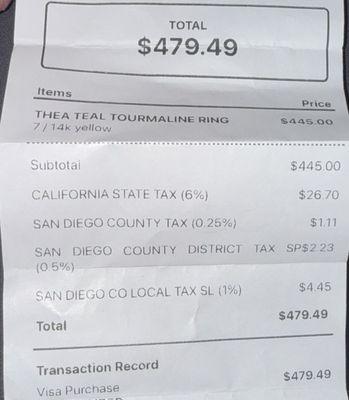 TOTAL
$479.49
Items
Price
THEA TEAL TOURMALINE RING $445.00
7 / 14k yellow
Subtotal $445.00
CALIFORNIA STATE TAX (6%) $26.70
SAN DIEGO COUNTY TAX (0.25%) $1.11
SAN DIEGO COUNTY DISTRICT TAX SP$2.23
(0.5%)
SAN DIEGO CO LOCAL TAX SL (1%) $4.45
Total $479.49
Transaction Record
Visa Purchase $479.49